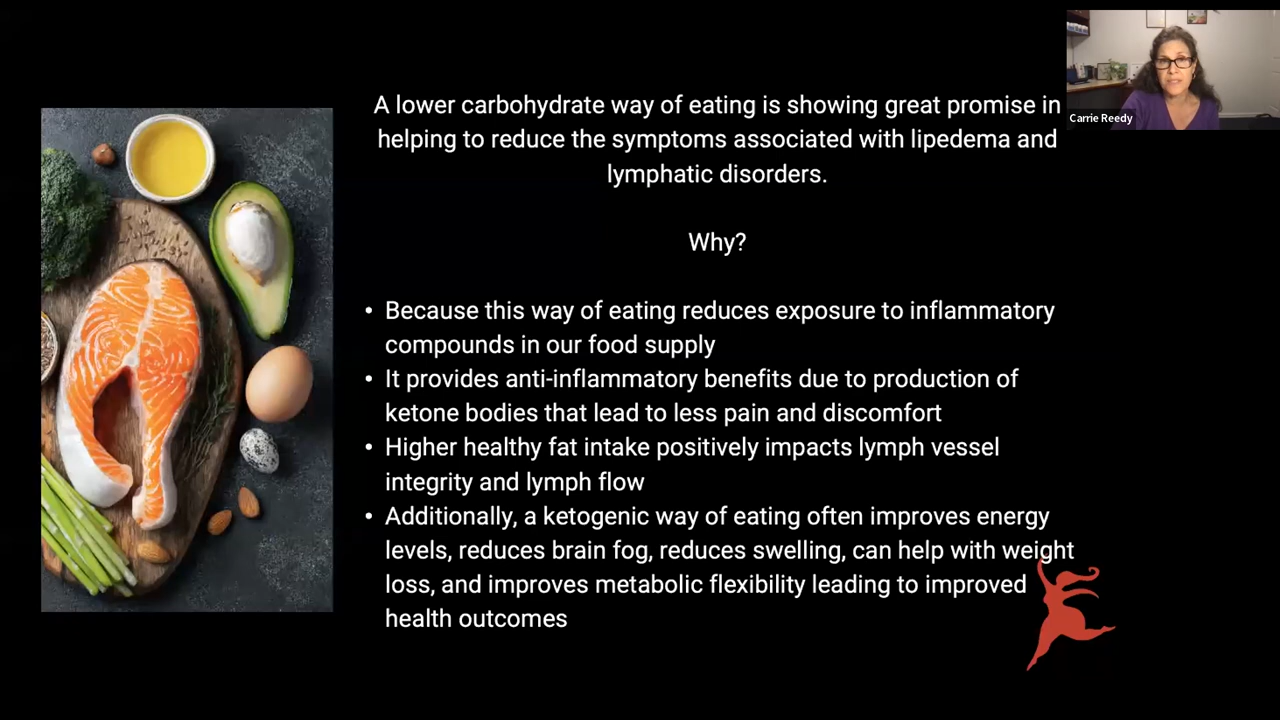 A lower carbohydrate way of eating is showing great promise in
helping to reduce the symptoms associated with lipedema and
lymphatic disorders.
Why?
• Because this way of eating reduces exposure to inflammatory
compounds in our food supply
• It provides anti-inflammatory benefits due to production of
ketone bodies that lead to less pain and discomfort
• Higher healthy fat intake positively impacts lymph vessel
integrity and lymph flow
• Additionally, a ketogenic way of eating often improves energy
levels, reduces brain fog, reduces swelling, can help with weight
loss, and improves metabolic flexibility leading to improved
health outcomes
Carrie Reedy